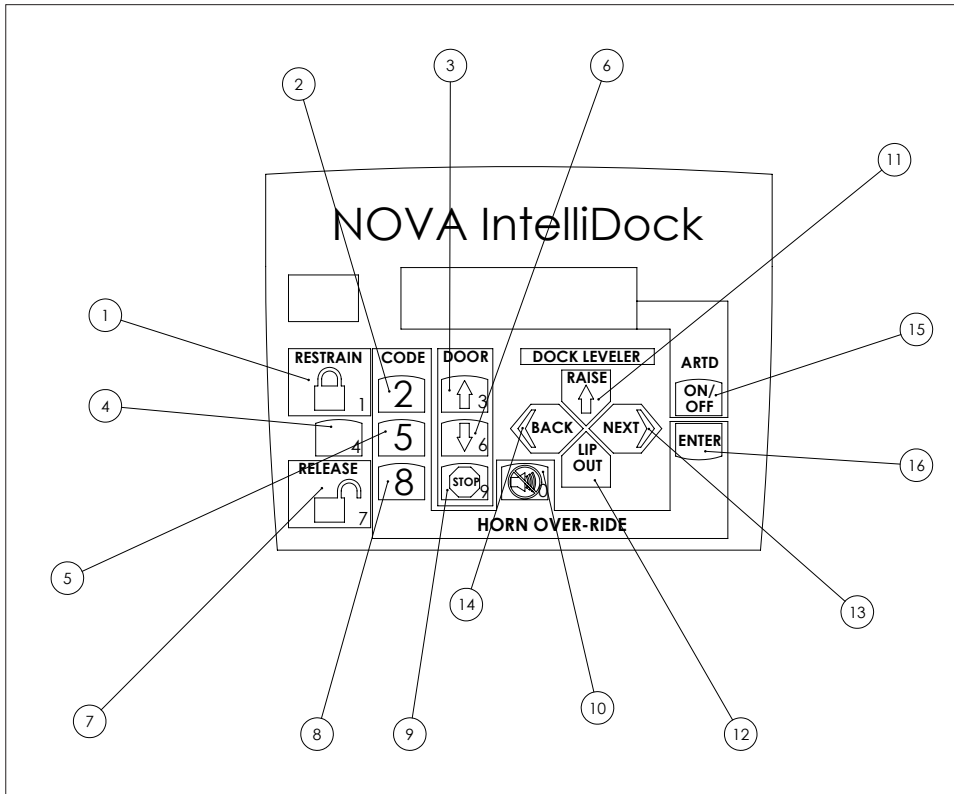 3
6
2
11
NOVA IntelliDock
1
15
RESTRAIN
CODE
DOOR
DOCK LEVELER
ARTD
1
2
3
RAISE
ON/
OFF
4
4
5
6
BACK
NEXT
ENTER
LIP
OUT
16
RELEASE
7
8
STOP
9
0
HORN OVER-RIDE
5
14
13
7
8
9
10
12